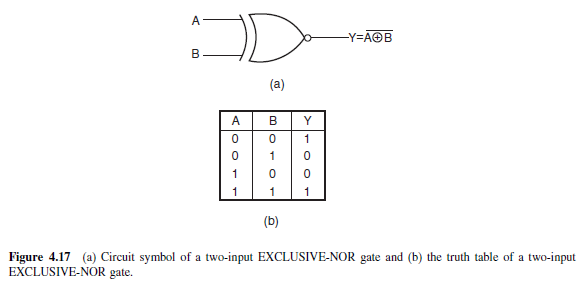 A
B
Y=A⊕B
(a)
A B Y
0 0 1
0 1 0
1 0 0
1 1 1
(b)
Figure 4.17 (a) Circuit symbol of a two-input EXCLUSIVE-NOR gate and (b) the truth table of a two-input
EXCLUSIVE-NOR gate.